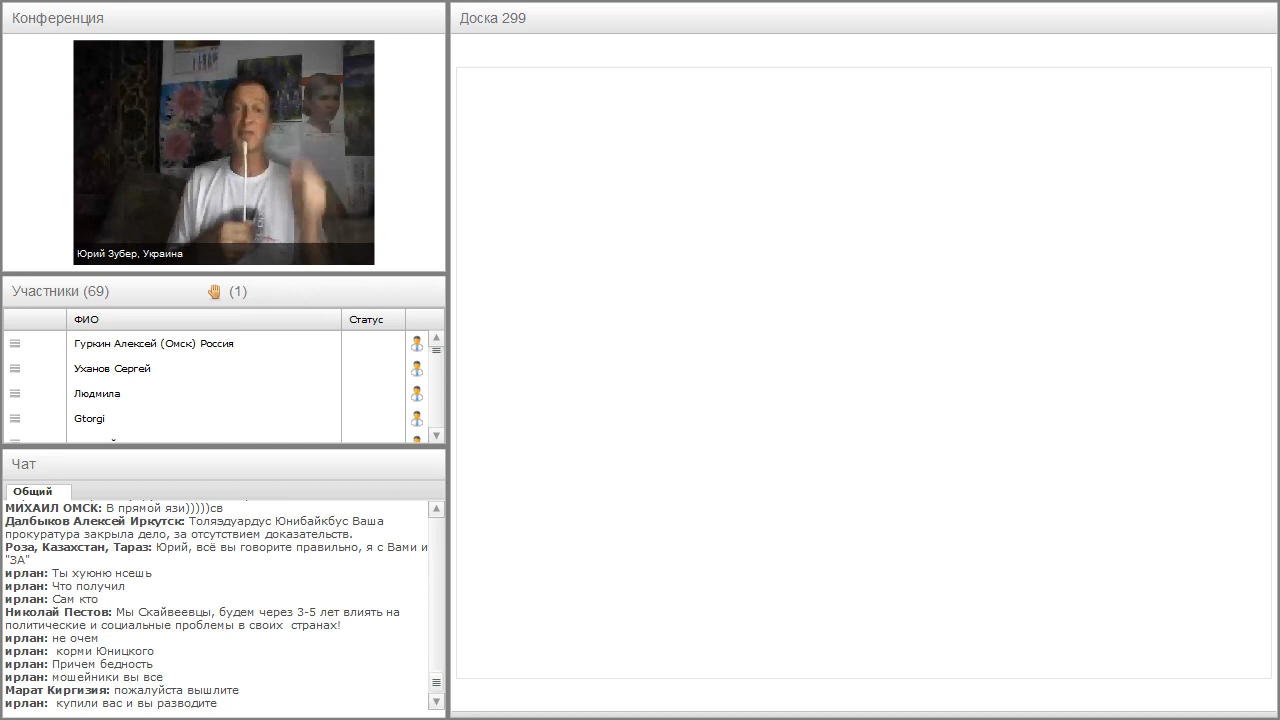 Конференция
Юрий Зубер, Украина
Участники (69) (1)
ФИО Статус
Гуркин Алексей (Омск) Россия
Уханов Сергей
Людмила
Gtorgi
Чат
Общий
МИХАИЛ ОМСК: В прямой язи)))))св
Далбыков Алексей Иркутск: Толяэдуардус Юнибайкбус Ваша
прокуратура закрыла дело, за отсутствием доказательств.
Роза, Казахстан, Тараз: Юрий, всё вы говорите правильно, я с Вами и
"ЗА"
ирлан: Ты хуюню нсешь
ирлан: Что получил
ирлан: Сам кто
Николай Пестов: Мы Скайвеевцы, будем через 3-5 лет влиять на
политические и социальные проблемы в своих странах!
ирлан: не очем
ирлан: корми Юницкого
ирлан: Причем бедность
ирлан: мошейники вы все
Марат Киргизия: пожалуйста вышлите
ирлан: купили вас и вы разводите
Доска 299